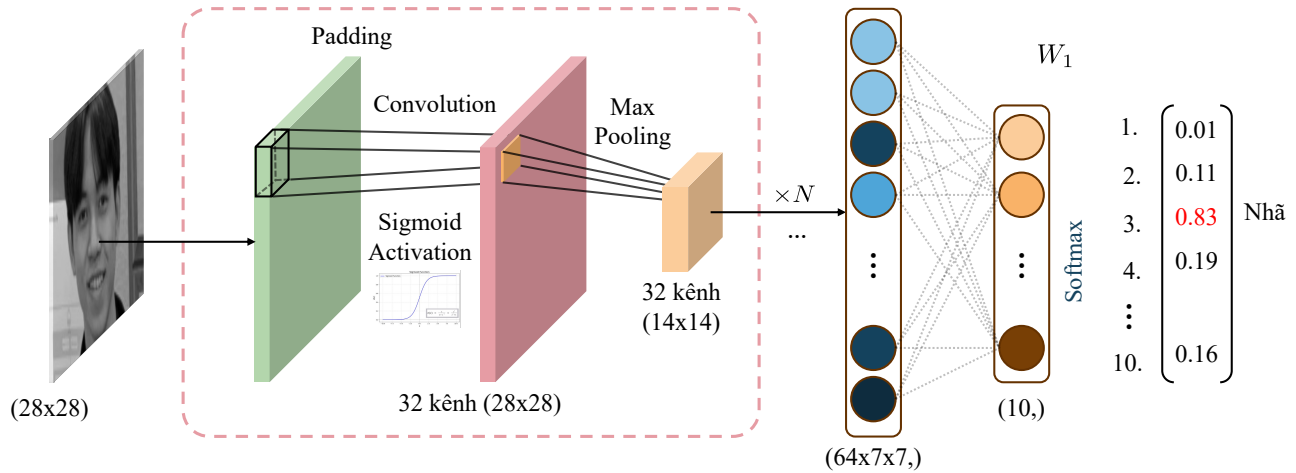 Padding
Convolution
Max
Pooling
Sigmoid
Activation
(28x28)
32 kênh (28x28)
32 kênh
(14x14)
×N
...
(64x7x7,)
W₁
(10,)
Softmax
1. 0.01
2. 0.11
3. 0.83
4. 0.19
10. 0.16
Nhã